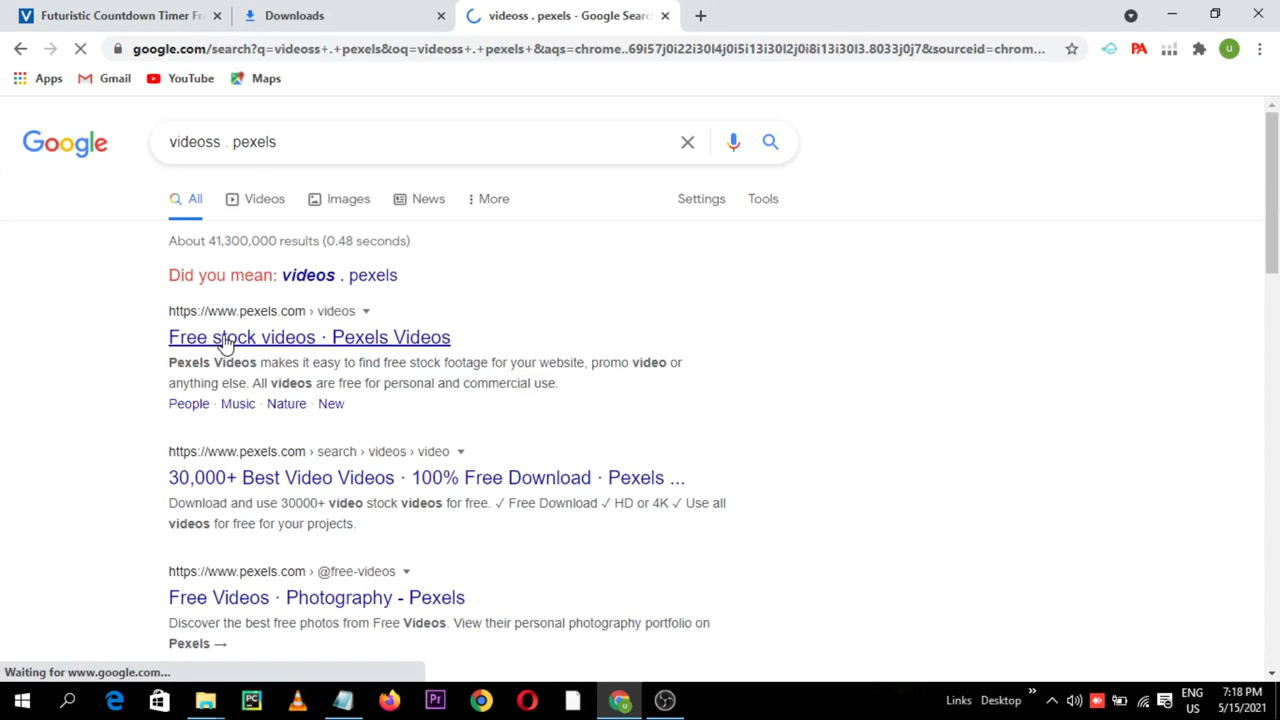 Futuristic Countdown Timer Fr
Downloads
videoss . pexels - Google Searc
google.com/search?q=videoss+.+pexels&oq=videoss+.+pexels+&aqs=chrome..69i57j0i22i30l4j0i5i13i30l2j0i8i13i30l3.8033j0j7&sourceid=chrom...
u
Apps
Gmail
YouTube
Maps
Google
videoss . pexels
All
Videos
Images
News
More
Settings
Tools
About 41,300,000 results (0.48 seconds)
Did you mean: videos . pexels
https://www.pexels.com › videos
Free stock videos · Pexels Videos
Pexels Videos makes it easy to find free stock footage for your website, promo video or
anything else. All videos are free for personal and commercial use.
People · Music · Nature · New
https://www.pexels.com › search › videos › video
30,000+ Best Video Videos · 100% Free Download · Pexels ...
Download and use 30000+ video stock videos for free. ✓ Free Download ✓ HD or 4K ✓ Use all
videos for free for your projects.
https://www.pexels.com › @free-videos
Free Videos · Photography - Pexels
Discover the best free photos from Free Videos. View their personal photography portfolio on
Pexels →
Waiting for www.google.com...
Links
Desktop
ENG
US
7:18 PM
5/15/2021